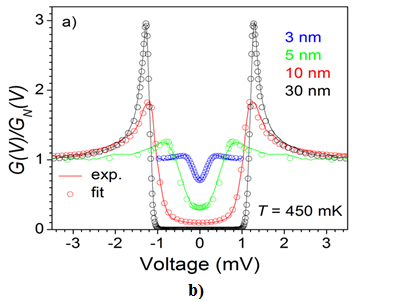 a)
3 nm
5 nm
10 nm
30 nm
G(V)/G_N(V)
3
2
1
0
exp.
fit
T = 450 mK
-3 -2 -1 0 1 2 3
Voltage (mV)
b)